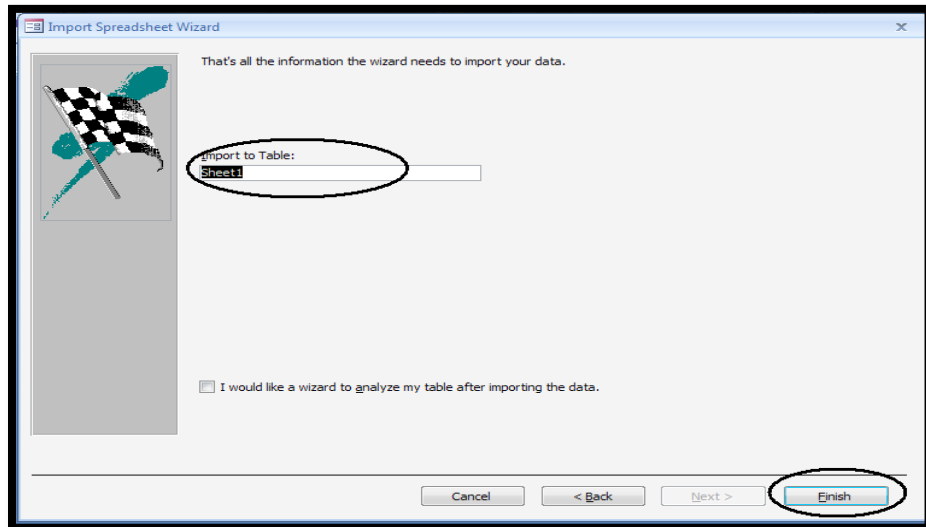 Import Spreadsheet Wizard
x
That's all the information the wizard needs to import your data.
Import to Table:
Sheet1
I would like a wizard to analyze my table after importing the data.
Cancel
< Back
Next >
Finish